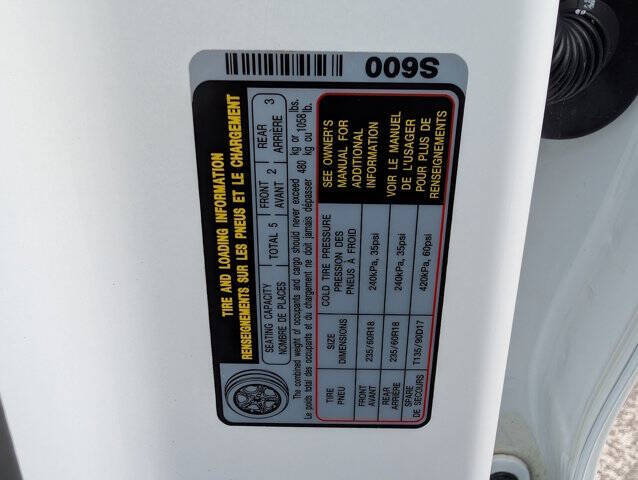 S600
TIRE AND LOADING INFORMATION
RENSEIGNEMENTS SUR LES PNEUS ET LE CHARGEMENT
SEATING CAPACITY
NOMBRE DE PLACES
TOTAL 5
FRONT
AVANT
2
REAR
ARRIÈRE
3
The combined weight of occupants and cargo should never exceed
Le poids total des occupants et du chargement ne doit jamais dépasser
480 kg or 1058 lbs.
kg ou lb.
TIRE
PNEU
SIZE
DIMENSIONS
COLD TIRE PRESSURE
PRESSION DES
PNEUS À FROID
SEE OWNER'S
MANUAL FOR
ADDITIONAL
INFORMATION
VOIR LE MANUEL
DE L'USAGER
POUR PLUS DE
RENSEIGNEMENTS
FRONT
AVANT
235/60R18
240kPa, 35psi
REAR
ARRIÈRE
235/60R18
240kPa, 35psi
SPARE
DE SECOURS
T135/90D17
420kPa, 60psi